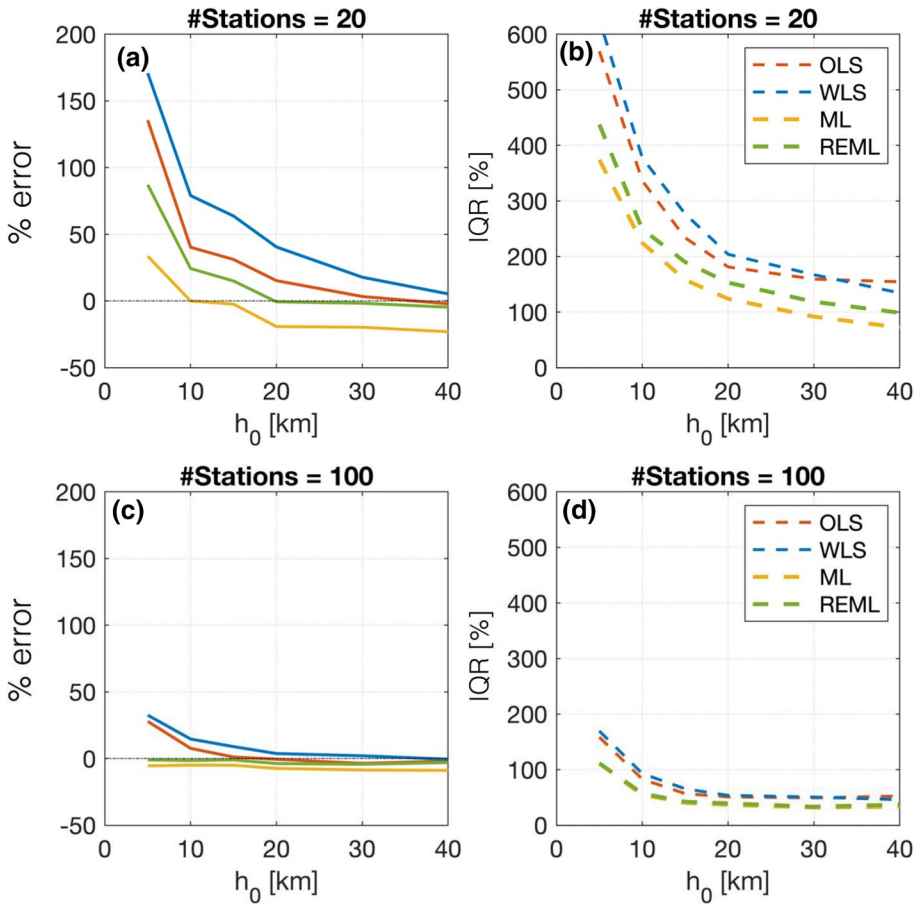 #Stations = 20
(a)
200
150
100
50
0
-50
% error
0 10 20 30 40
h0 [km]
#Stations = 20
(b)
600
500
400
300
200
100
0
IQR [%]
OLS
WLS
ML
REML
0 10 20 30 40
h0 [km]
#Stations = 100
(c)
200
150
100
50
0
-50
% error
0 10 20 30 40
h0 [km]
#Stations = 100
(d)
600
500
400
300
200
100
0
IQR [%]
OLS
WLS
ML
REML
0 10 20 30 40
h0 [km]